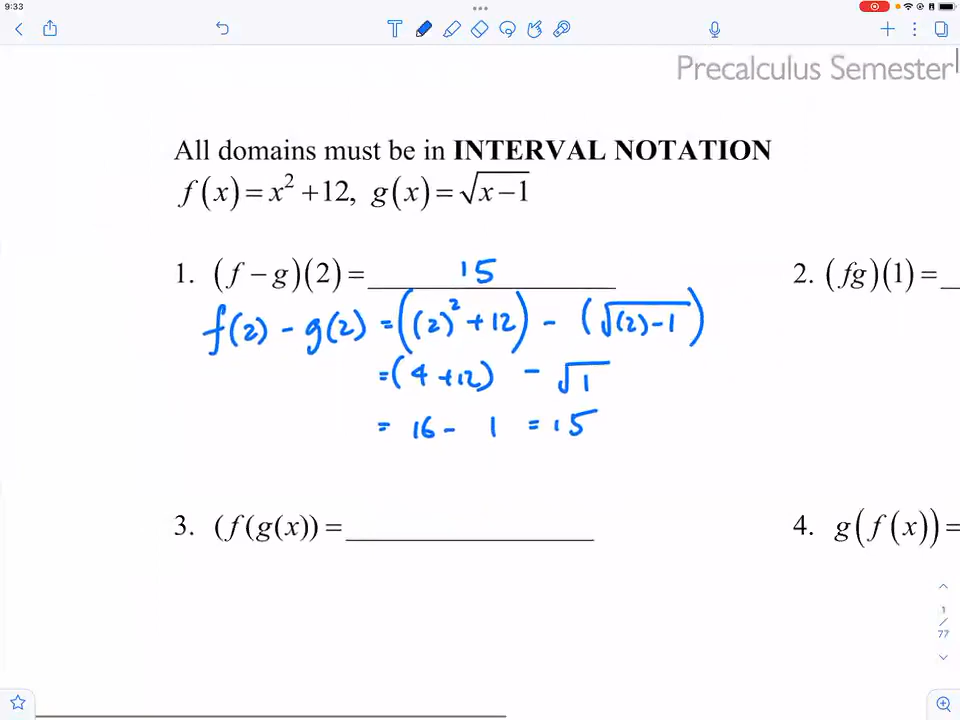 9:33
Precalculus Semester
All domains must be in INTERVAL NOTATION
f(x) = x² + 12, g(x) = √(x−1)
1. (f − g)(2) = 15
2. (fg)(1) =
f(2) − g(2) = ((2)² + 12) − (√(2)−1)
= (4 + 12) − √1
= 16 − 1 = 15
3. (f(g(x)) =
4. g(f(x)) =
1
/
77